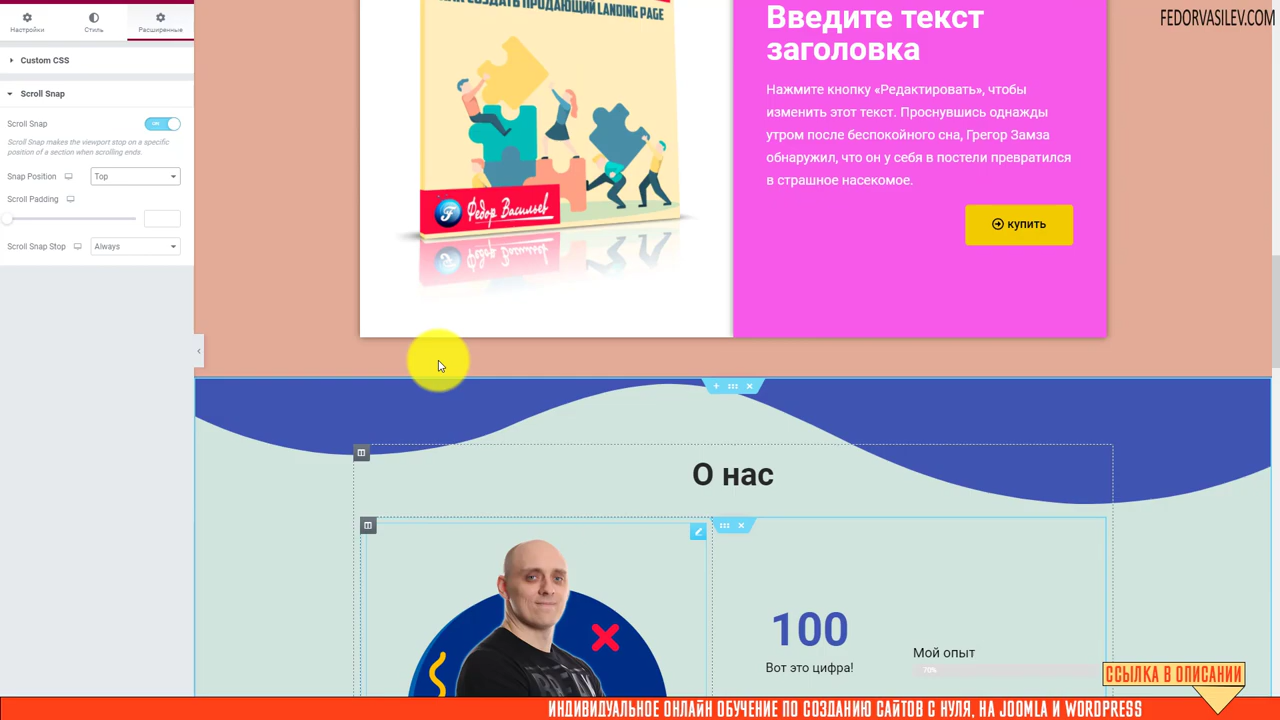 FEDORVASILEV.COM
Настройки
Стиль
Расширенные
Custom CSS
Scroll Snap
Scroll Snap
ON
Scroll Snap makes the viewport stop on a specific
position of a section when scrolling ends.
Snap Position
Top
Scroll Padding
Scroll Snap Stop
Always
КАК СОЗДАТЬ ПРОДАЮЩИЙ LANDING PAGE
Федор Васильев
Введите текст
заголовка
Нажмите кнопку «Редактировать», чтобы
изменить этот текст. Проснувшись однажды
утром после беспокойного сна, Грегор Замза
обнаружил, что он у себя в постели превратился
в страшное насекомое.
купить
О нас
100
Вот это цифра!
Мой опыт
70%
ССЫЛКА В ОПИСАНИИ
ИНДИВИДУАЛЬНОЕ ОНЛАЙН ОБУЧЕНИЕ ПО СОЗДАНИЮ САЙТОВ С НУЛЯ, НА JOOMLA И WORDPRESS